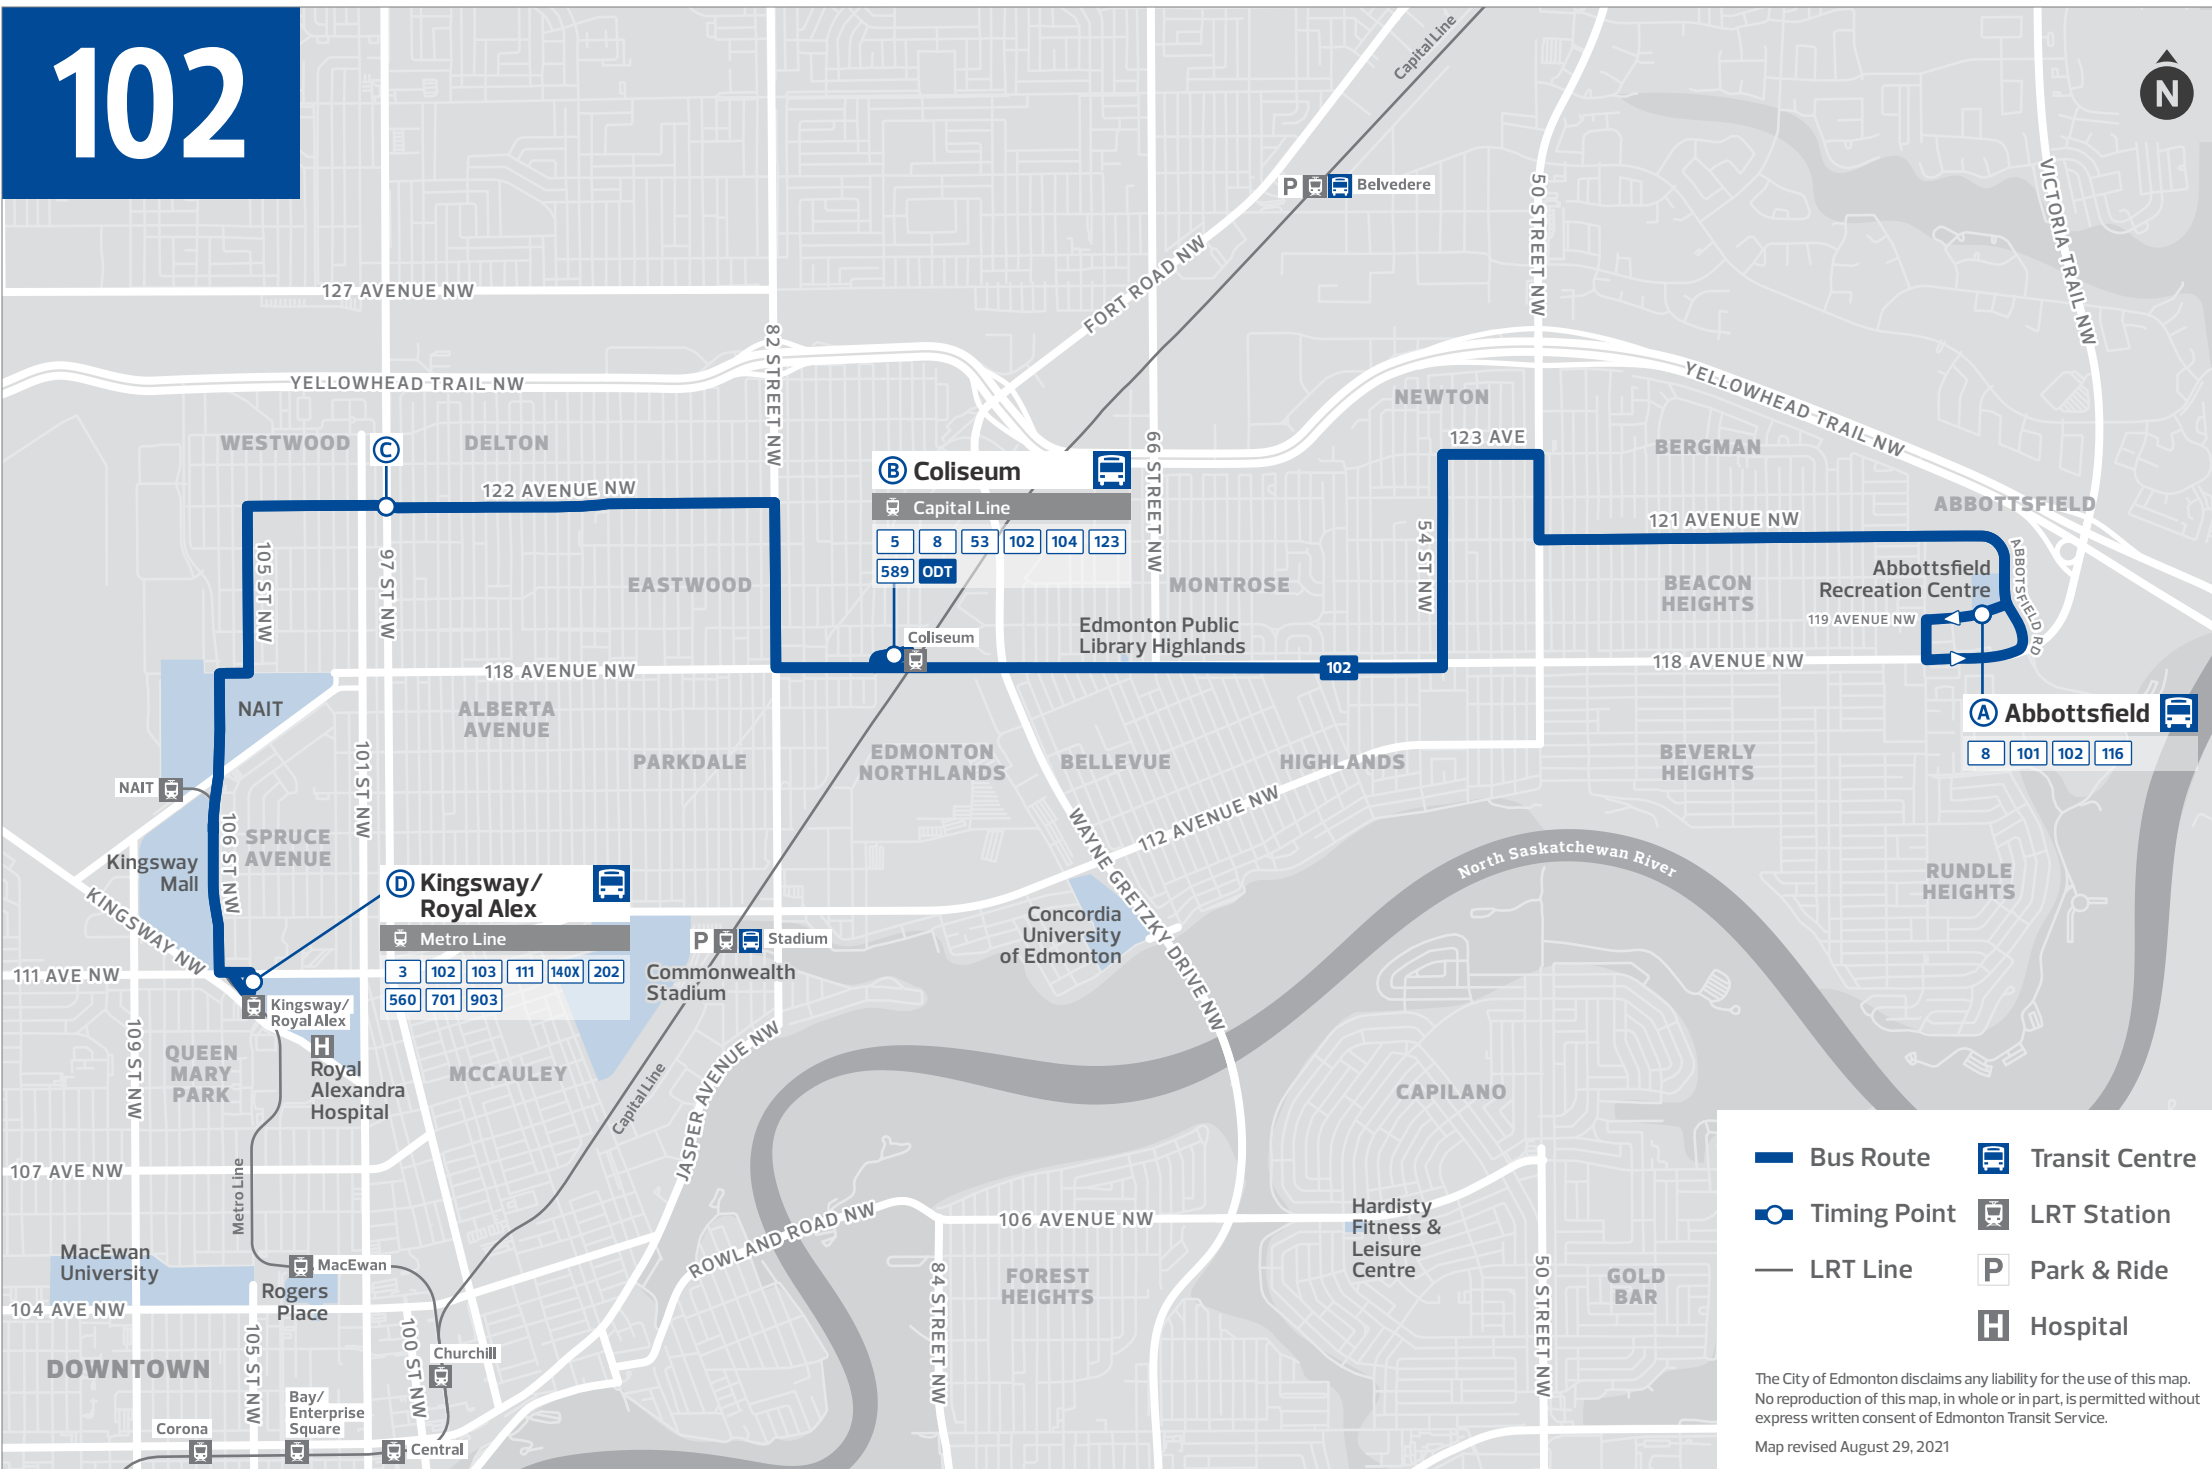 102
N
Capital Line
P Belvedere
50 STREET NW
VICTORIA TRAIL NW
127 AVENUE NW
FORT ROAD NW
82 STREET NW
YELLOWHEAD TRAIL NW
YELLOWHEAD TRAIL NW
NEWTON
WESTWOOD
C
DELTON
123 AVE
BERGMAN
66 STREET NW
B Coliseum
Capital Line
5 8 53 102 104 123
589 ODT
122 AVENUE NW
ABBOTTSFIELD
121 AVENUE NW
54 ST NW
105 ST NW
97 ST NW
EASTWOOD
MONTROSE
BEACON
HEIGHTS
Abbottsfield
Recreation Centre
ABBOTSFIELD RD
119 AVENUE NW
Coliseum
Edmonton Public
Library Highlands
118 AVENUE NW
102
118 AVENUE NW
NAIT
ALBERTA
AVENUE
A Abbottsfield
8 101 102 116
101 ST NW
PARKDALE
EDMONTON
NORTHLANDS
BELLEVUE
HIGHLANDS
BEVERLY
HEIGHTS
NAIT
106 ST NW
SPRUCE
AVENUE
Kingsway
Mall
WAYNE GRETZKY DRIVE NW
112 AVENUE NW
North Saskatchewan River
RUNDLE
HEIGHTS
KINGSWAY NW
D Kingsway/
Royal Alex
Metro Line
3 102 103 111 140X 202
560 701 903
P Stadium
Commonwealth
Stadium
Concordia
University
of Edmonton
111 AVE NW
Kingsway/
Royal Alex
109 ST NW
QUEEN
MARY
PARK
H
Royal
Alexandra
Hospital
MCCAULEY
Capital Line
JASPER AVENUE NW
CAPILANO
107 AVE NW
Metro Line
ROWLAND ROAD NW
106 AVENUE NW
Hardisty
Fitness &
Leisure
Centre
MacEwan
University
MacEwan
Rogers
Place
84 STREET NW
FOREST
HEIGHTS
50 STREET NW
GOLD
BAR
104 AVE NW
105 ST NW
100 ST NW
Churchill
DOWNTOWN
Bay/
Enterprise
Square
Corona
Central
Bus Route
Transit Centre
Timing Point
LRT Station
LRT Line
P Park & Ride
H Hospital
The City of Edmonton disclaims any liability for the use of this map.
No reproduction of this map, in whole or in part, is permitted without
express written consent of Edmonton Transit Service.
Map revised August 29, 2021